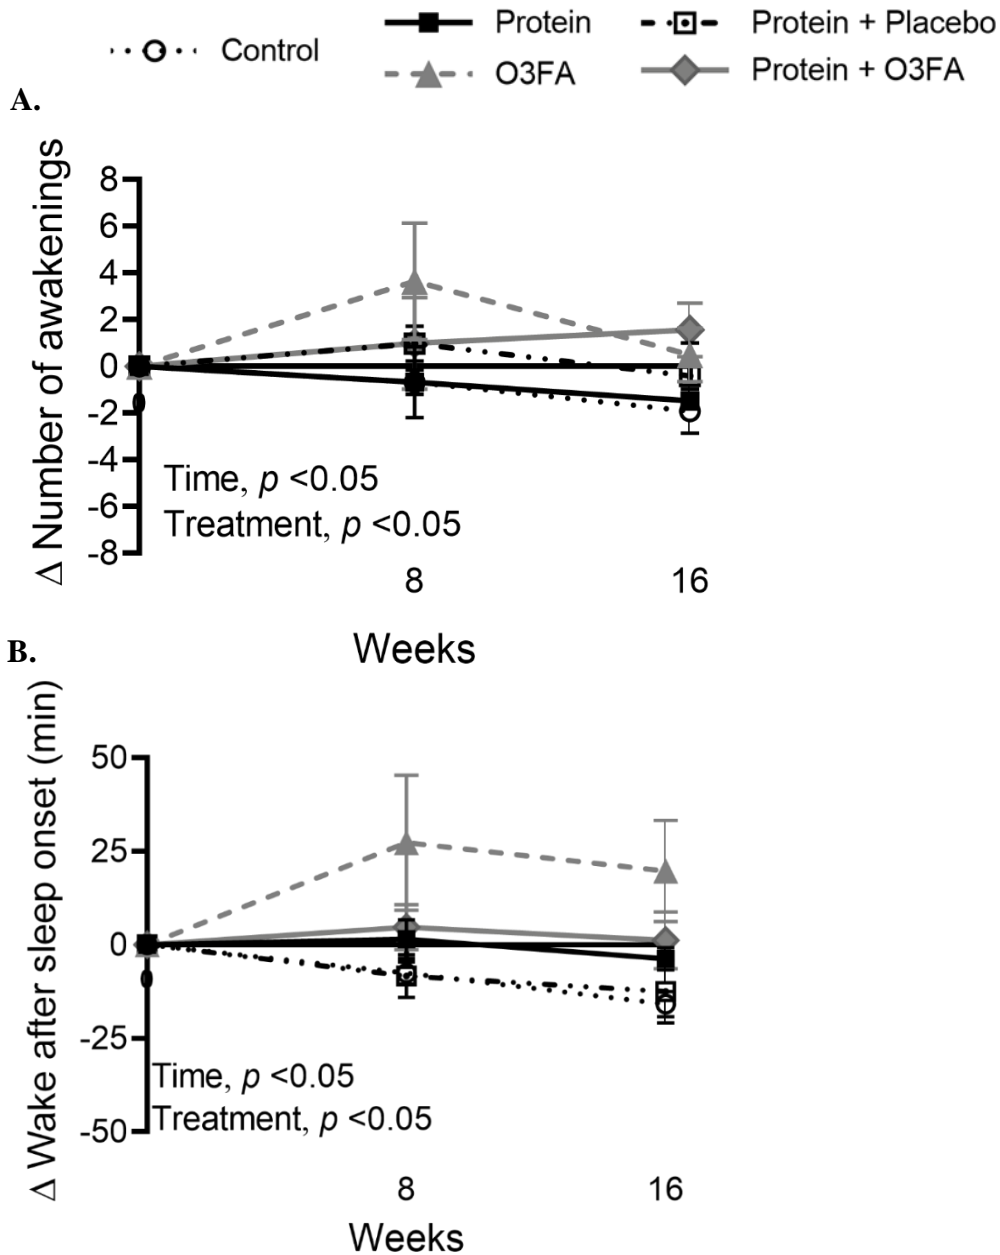 Control
Protein
O3FA
Protein + Placebo
Protein + O3FA
A.
Δ Number of awakenings
8
6
4
2
0
-2
-4
-6
-8
0
Time, p <0.05
Treatment, p <0.05
8
16
Weeks
B.
Δ Wake after sleep onset (min)
50
25
0
-25
-50
0
Time, p <0.05
Treatment, p <0.05
8
16
Weeks